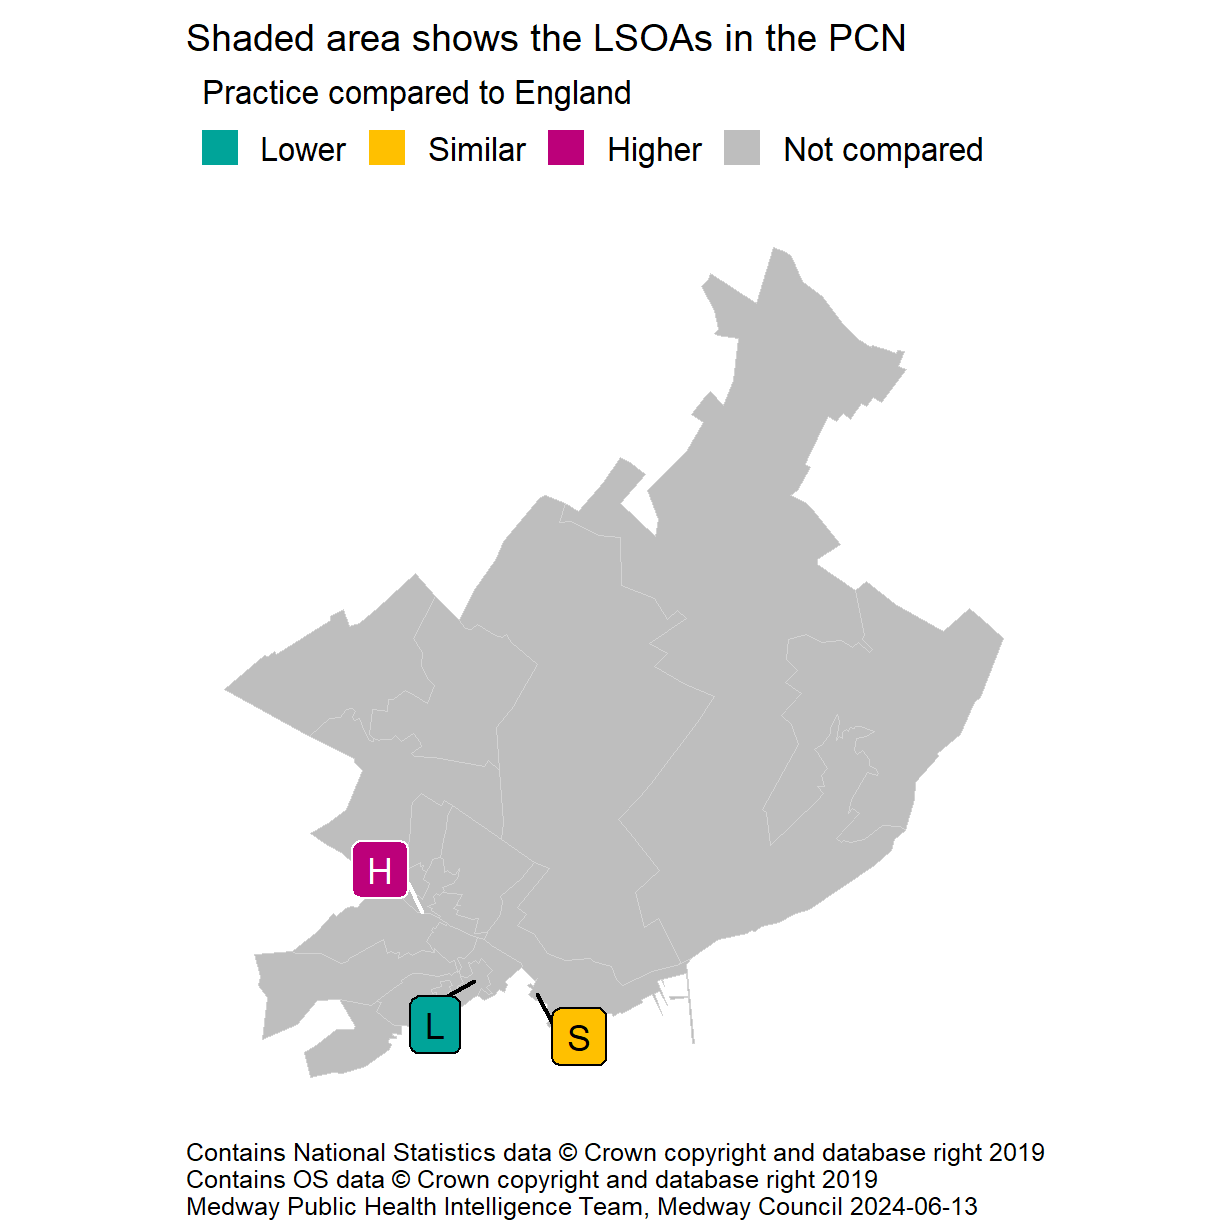 Shaded area shows the LSOAs in the PCN
Practice compared to England
Lower Similar Higher Not compared
H
L
S
Contains National Statistics data © Crown copyright and database right 2019
Contains OS data © Crown copyright and database right 2019
Medway Public Health Intelligence Team, Medway Council 2024-06-13